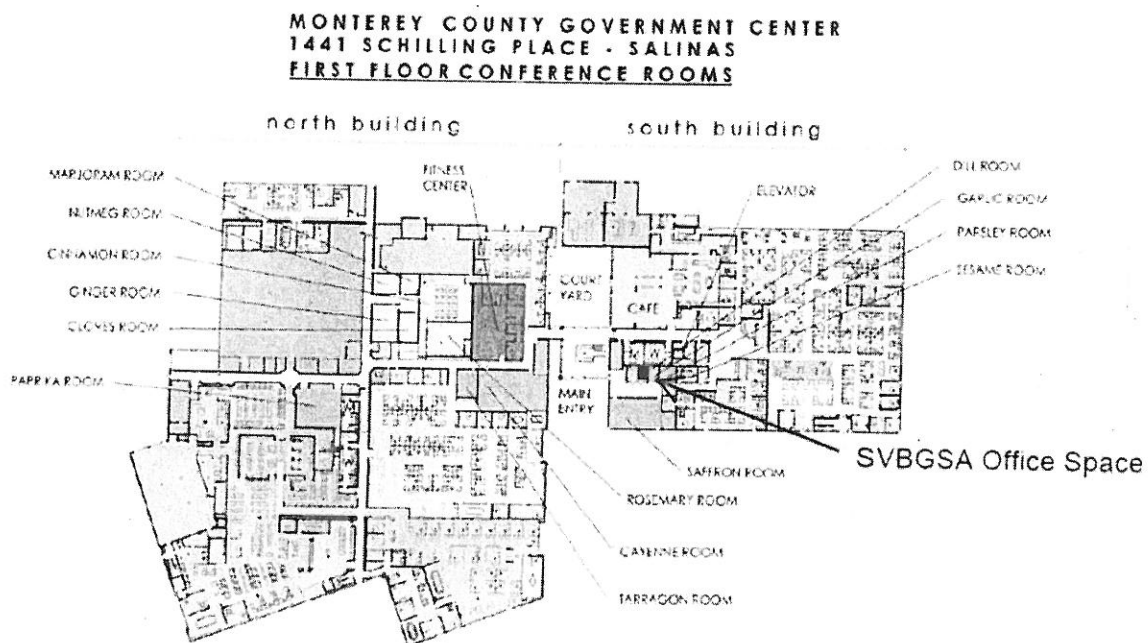 MONTEREY COUNTY GOVERNMENT CENTER
1441 SCHILLING PLACE - SALINAS
FIRST FLOOR CONFERENCE ROOMS
north building
south building
MARJORAM ROOM
NUTMEG ROOM
CINNAMON ROOM
GINGER ROOM
CLOVES ROOM
PAPRIKA ROOM
FITNESS
CENTER
COURT
YARD
CAFE
ELEVATOR
DILL ROOM
GARLIC ROOM
PARSLEY ROOM
SESAME ROOM
M
W
MAIN
ENTRY
SVBGSA Office Space
SAFFRON ROOM
ROSEMARY ROOM
CAYENNE ROOM
TARRAGON ROOM